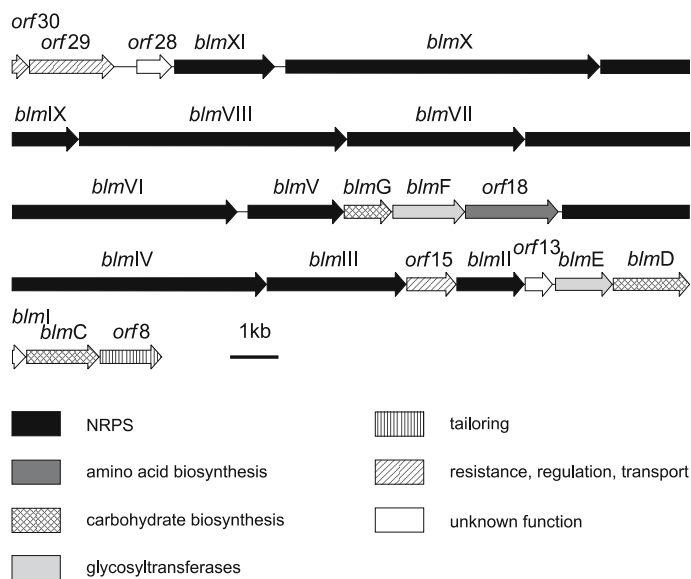 orf30
orf29 orf28 blmXI blmX
blmIX blmVIII blmVII
blmVI blmV blmG blmF orf18
blmIV blmIII orf15 blmII orf13 blmE blmD
blmI
blmC orf8 1kb
NRPS tailoring
amino acid biosynthesis resistance, regulation, transport
carbohydrate biosynthesis unknown function
glycosyltransferases